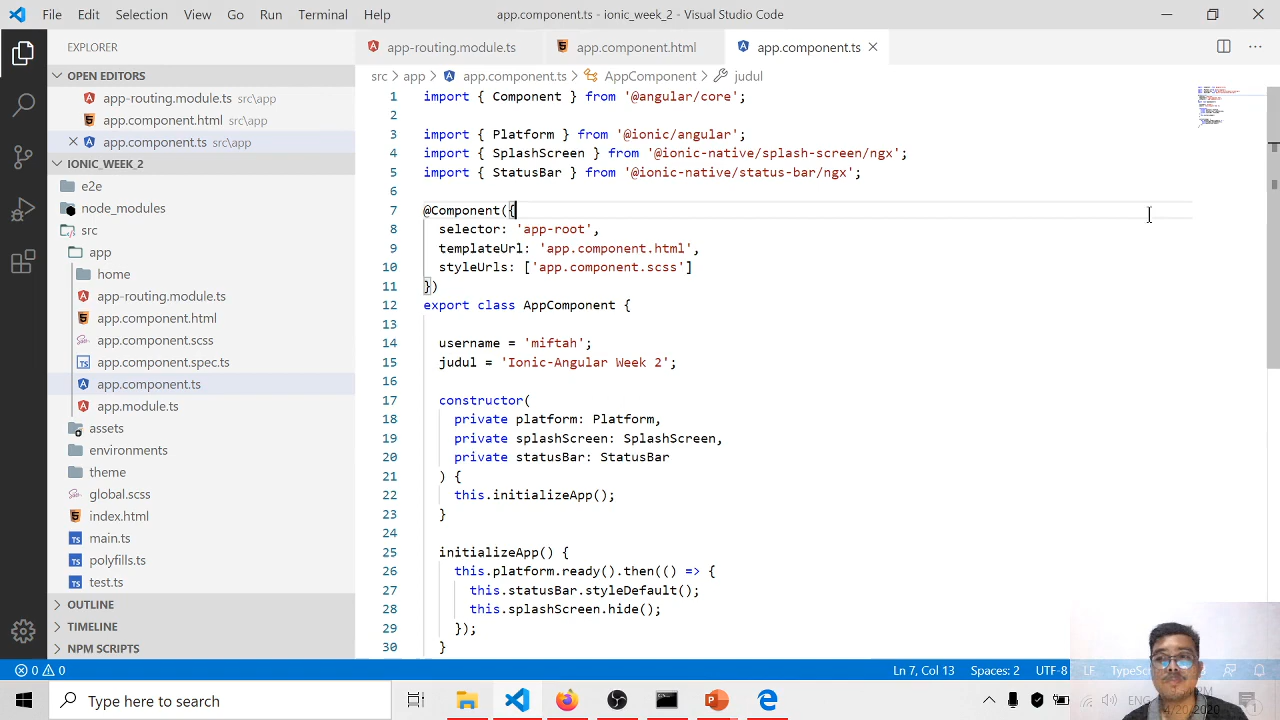 File Edit Selection View Go Run Terminal Help app.component.ts - ionic_week_2 - Visual Studio Code
EXPLORER
app-routing.module.ts app.component.html app.component.ts
OPEN EDITORS
app-routing.module.ts src\app
app.component.html src\app
app.component.ts src\app
IONIC_WEEK_2
e2e
node_modules
src
app
home
app-routing.module.ts
app.component.html
app.component.scss
app.component.spec.ts
app.component.ts
app.module.ts
assets
environments
theme
global.scss
index.html
main.ts
polyfills.ts
test.ts
OUTLINE
TIMELINE
NPM SCRIPTS
src > app > app.component.ts > AppComponent > judul
1 import { Component } from '@angular/core';
2
3 import { Platform } from '@ionic/angular';
4 import { SplashScreen } from '@ionic-native/splash-screen/ngx';
5 import { StatusBar } from '@ionic-native/status-bar/ngx';
6
7 @Component({
8 selector: 'app-root',
9 templateUrl: 'app.component.html',
10 styleUrls: ['app.component.scss']
11 })
12 export class AppComponent {
13
14 username = 'miftah';
15 judul = 'Ionic-Angular Week 2';
16
17 constructor(
18 private platform: Platform,
19 private splashScreen: SplashScreen,
20 private statusBar: StatusBar
21 ) {
22 this.initializeApp();
23 }
24
25 initializeApp() {
26 this.platform.ready().then(() => {
27 this.statusBar.styleDefault();
28 this.splashScreen.hide();
29 });
30 }
0 0 Ln 7, Col 13 Spaces: 2 UTF-8 LF
Type here to search ENG
4/20/2020